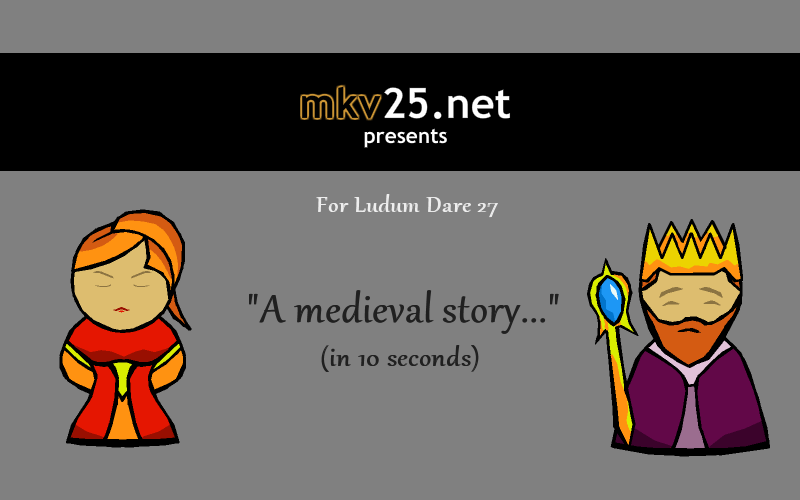 mkv25.net
presents
For Ludum Dare 27
"A medieval story..."
(in 10 seconds)